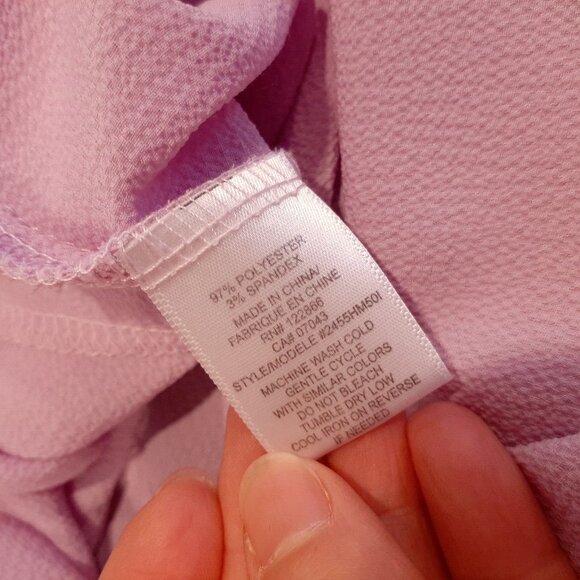 97% POLYESTER
3% SPANDEX
MADE IN CHINA/
FABRIQUE EN CHINE
RN# 122866
CA# 07043
STYLE/MODELE #2455HM50I
MACHINE WASH COLD
GENTLE CYCLE
WITH SIMILAR COLORS
DO NOT BLEACH
TUMBLE DRY LOW
COOL IRON ON REVERSE
IF NEEDED